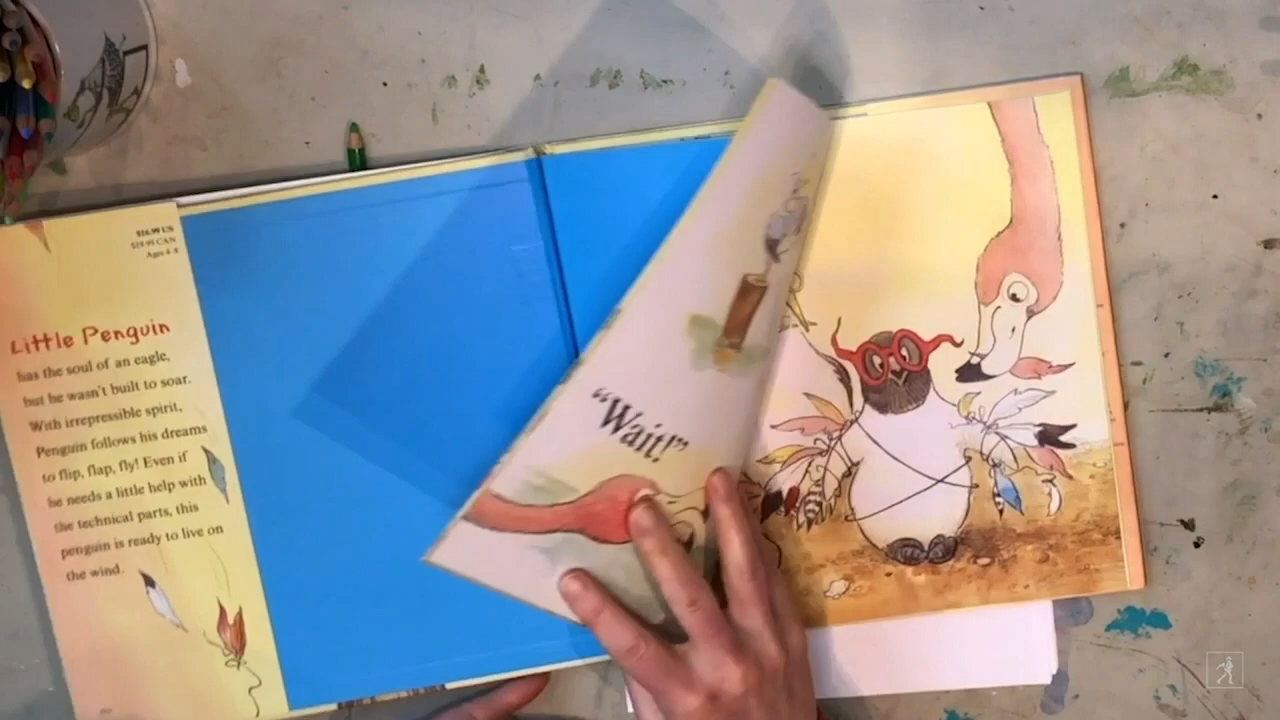 $16.99 US
$19.99 CAN
Ages 4-8
Little Penguin
has the soul of an eagle,
but he wasn't built to soar.
With irrepressible spirit,
Penguin follows his dreams
to flip, flap, fly! Even if
he needs a little help with
the technical parts, this
penguin is ready to live on
the wind.
"Wait!"